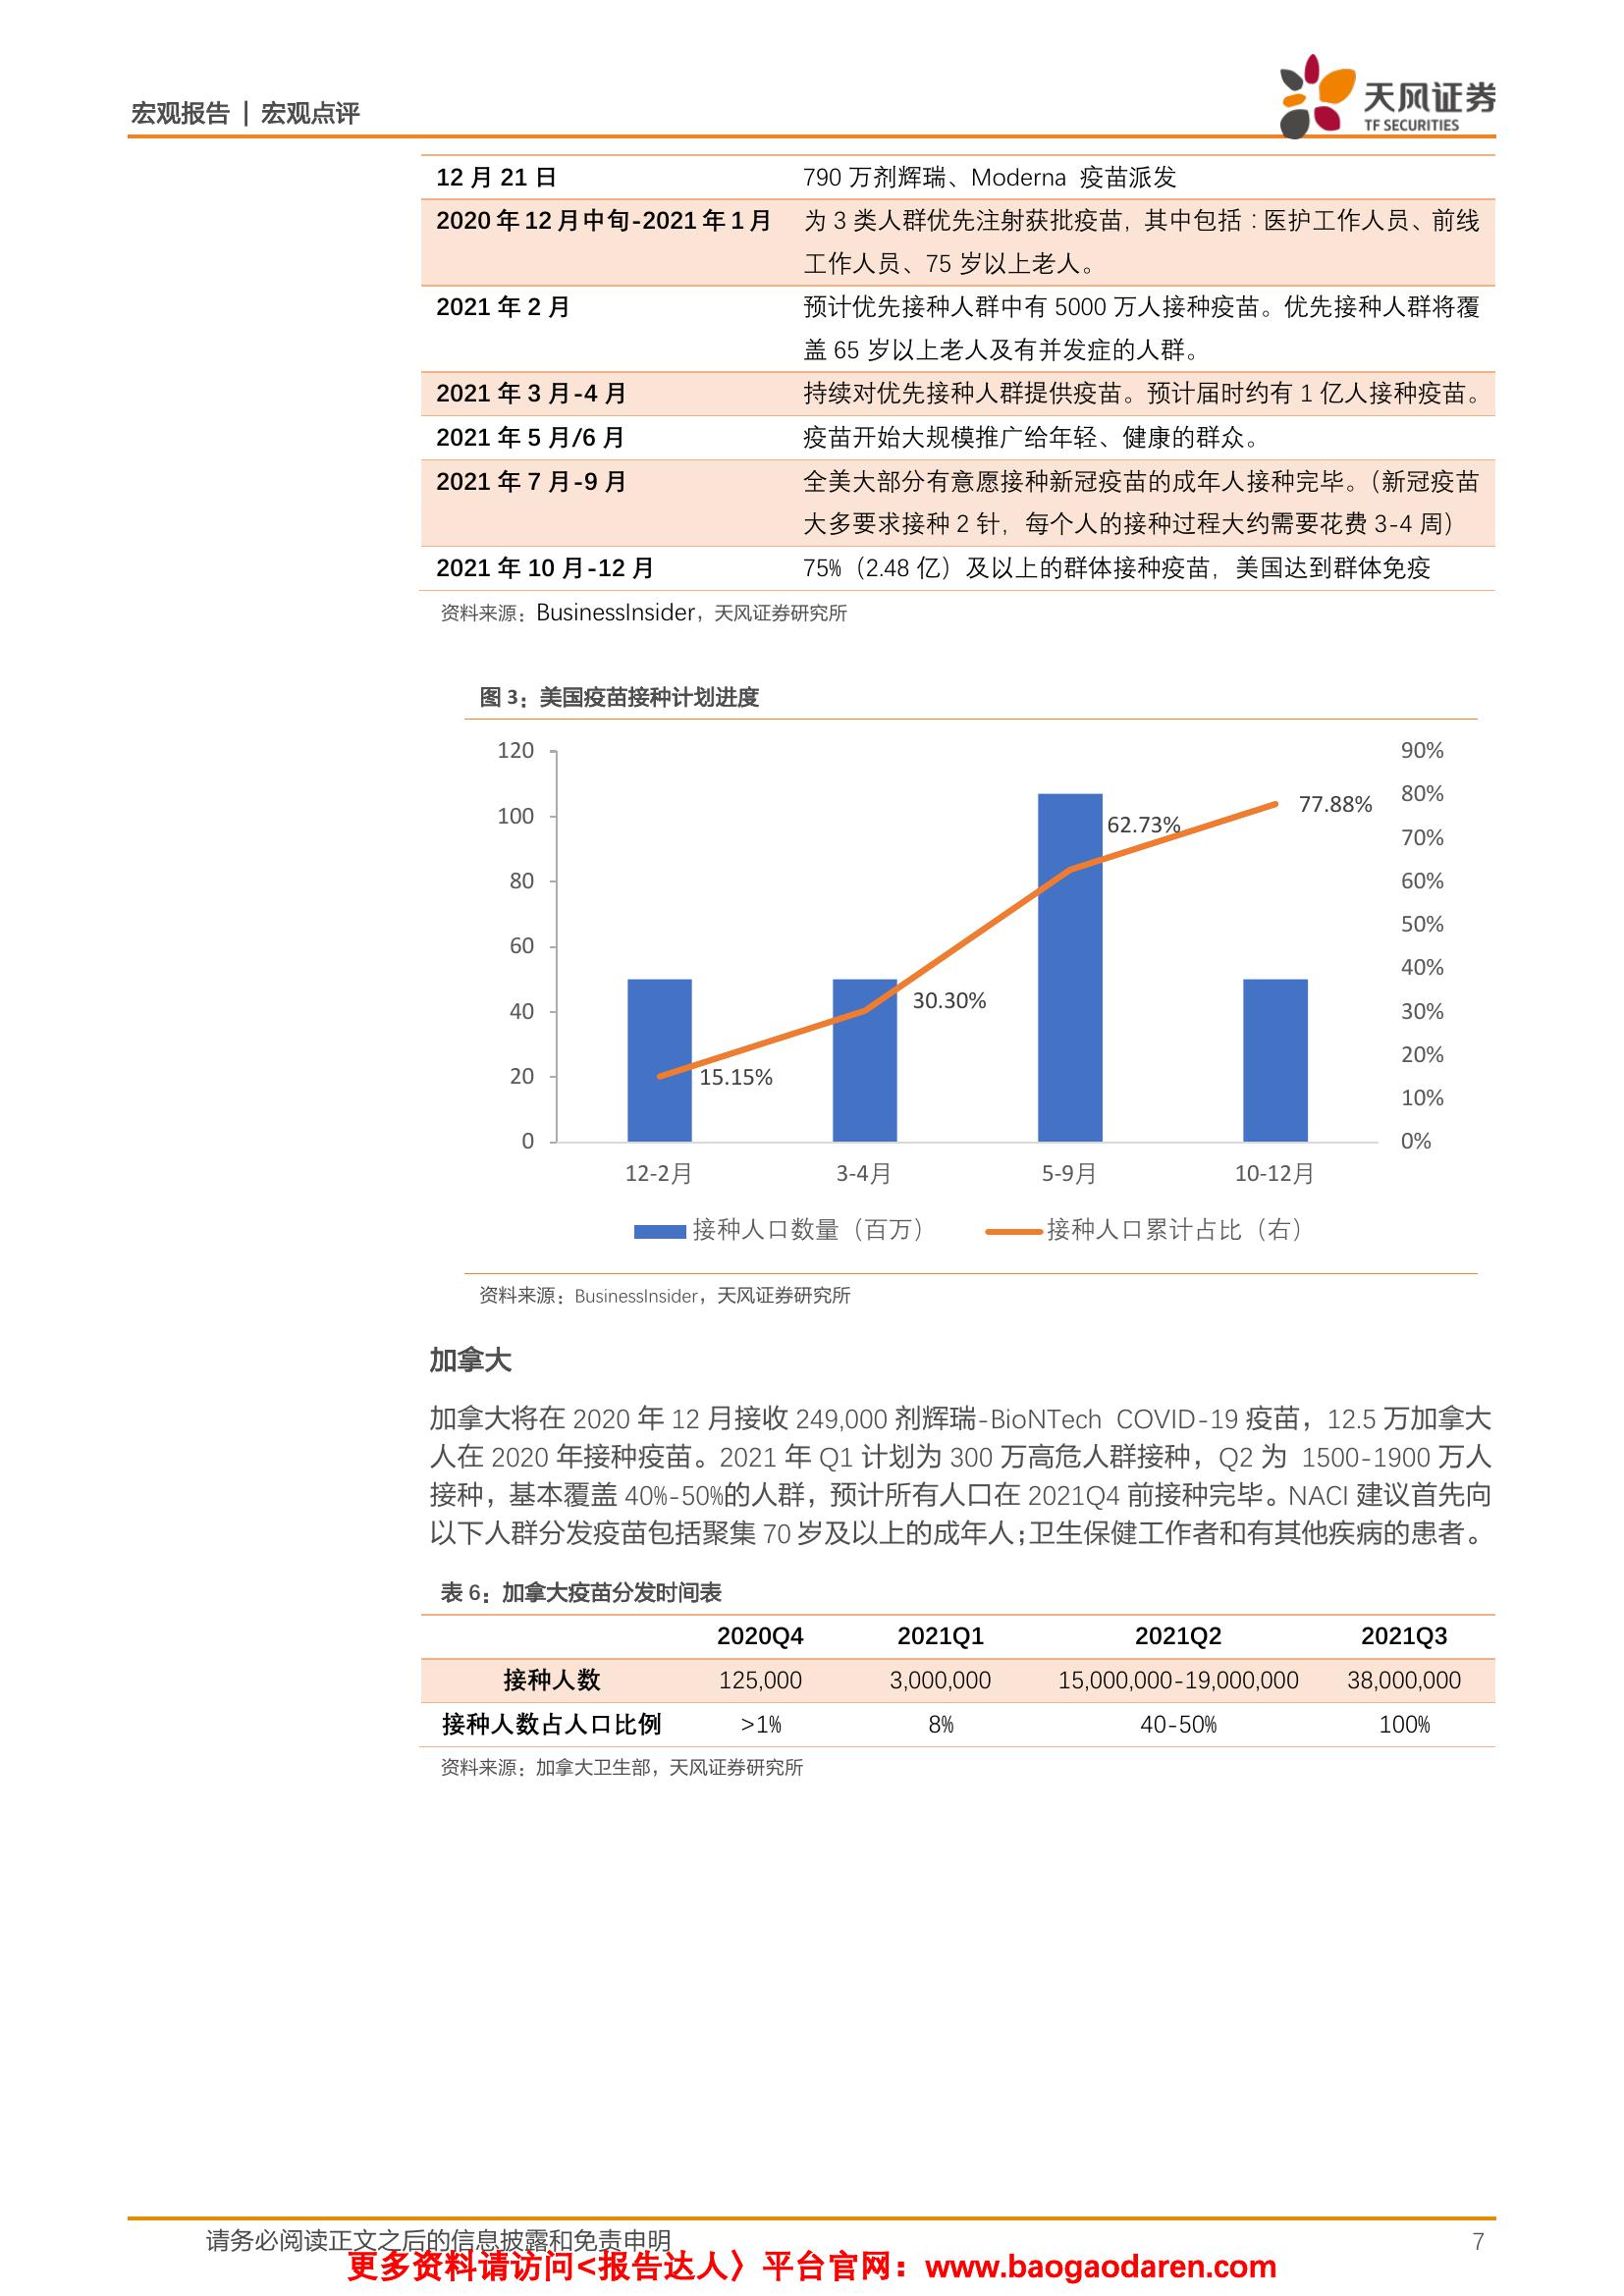 宏观报告 | 宏观点评
天风证券
TF SECURITIES
12 月 21 日 790 万剂辉瑞、Moderna 疫苗派发
2020 年 12 月中旬-2021 年 1 月 为 3 类人群优先注射获批疫苗，其中包括：医护工作人员、前线
工作人员、75 岁以上老人。
2021 年 2 月 预计优先接种人群中有 5000 万人接种疫苗。优先接种人群将覆
盖 65 岁以上老人及有并发症的人群。
2021 年 3 月-4 月 持续对优先接种人群提供疫苗。预计届时约有 1 亿人接种疫苗。
2021 年 5 月/6 月 疫苗开始大规模推广给年轻、健康的群众。
2021 年 7 月-9 月 全美大部分有意愿接种新冠疫苗的成年人接种完毕。（新冠疫苗
大多要求接种 2 针，每个人的接种过程大约需要花费 3-4 周）
2021 年 10 月-12 月 75%（2.48 亿）及以上的群体接种疫苗，美国达到群体免疫
资料来源：BusinessInsider，天风证券研究所
图 3：美国疫苗接种计划进度
120 90%
80%
100 77.88%
62.73%
70%
80 60%
50%
60
40%
30.30%
40 30%
20%
20 15.15%
10%
0 0%
12-2月 3-4月 5-9月 10-12月
接种人口数量（百万） 接种人口累计占比（右）
资料来源：BusinessInsider，天风证券研究所
加拿大
加拿大将在 2020 年 12 月接收 249,000 剂辉瑞-BioNTech COVID-19 疫苗，12.5 万加拿大
人在 2020 年接种疫苗。2021 年 Q1 计划为 300 万高危人群接种，Q2 为 1500-1900 万人
接种，基本覆盖 40%-50%的人群，预计所有人口在 2021Q4 前接种完毕。NACI 建议首先向
以下人群分发疫苗包括聚集 70 岁及以上的成年人；卫生保健工作者和有其他疾病的患者。
表 6：加拿大疫苗分发时间表
2020Q4 2021Q1 2021Q2 2021Q3
接种人数 125,000 3,000,000 15,000,000-19,000,000 38,000,000
接种人数占人口比例 >1% 8% 40-50% 100%
资料来源：加拿大卫生部，天风证券研究所
请务必阅读正文之后的信息披露和免责申明 7
更多资料请访问<报告达人〉平台官网：www.baogaodaren.com